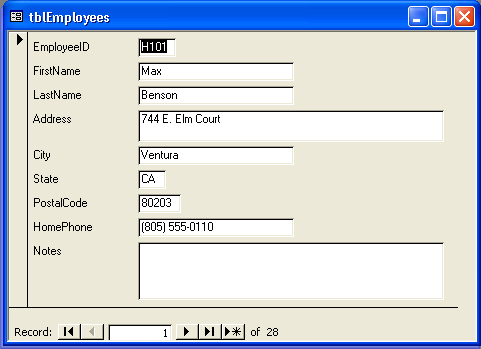 tblEmployees
EmployeeID H101
FirstName Max
LastName Benson
Address 744 E. Elm Court
City Ventura
State CA
PostalCode 80203
HomePhone (805) 555-0110
Notes
Record: 1 of 28